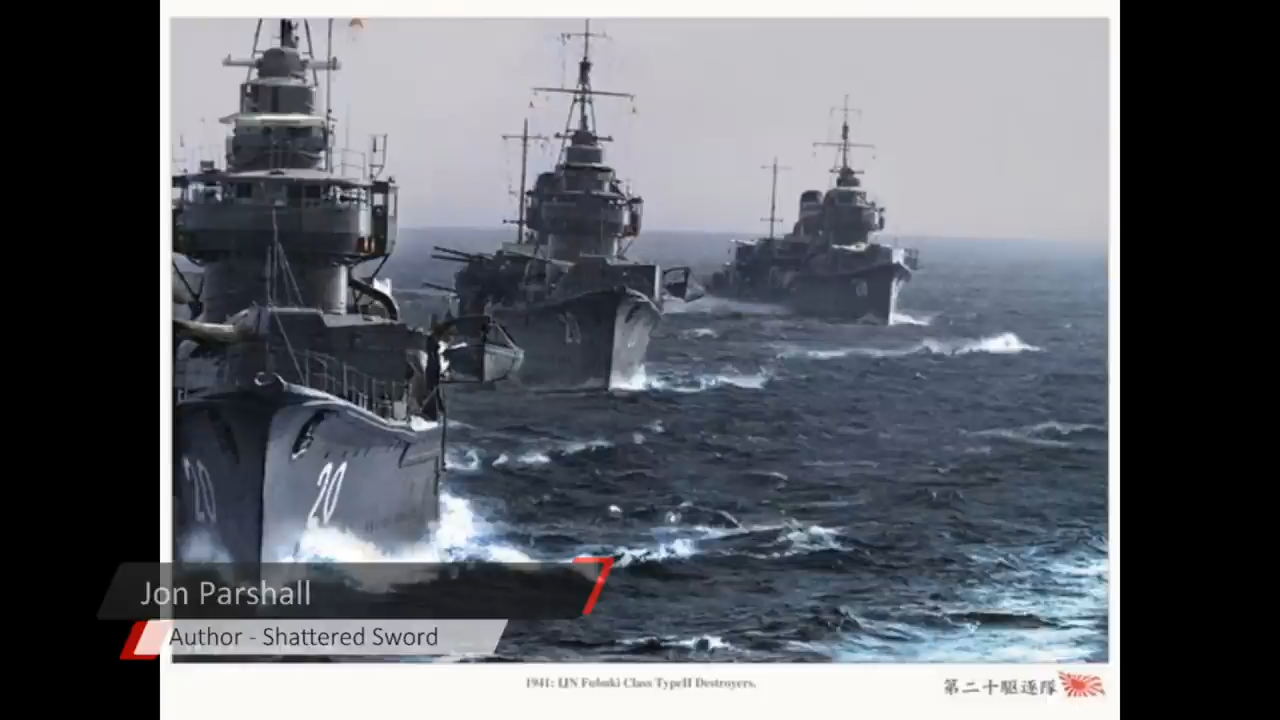 20
20
Jon Parshall
Author - Shattered Sword
1941: IJN Fubuki Class TypeII Destroyers.
第二十駆逐隊